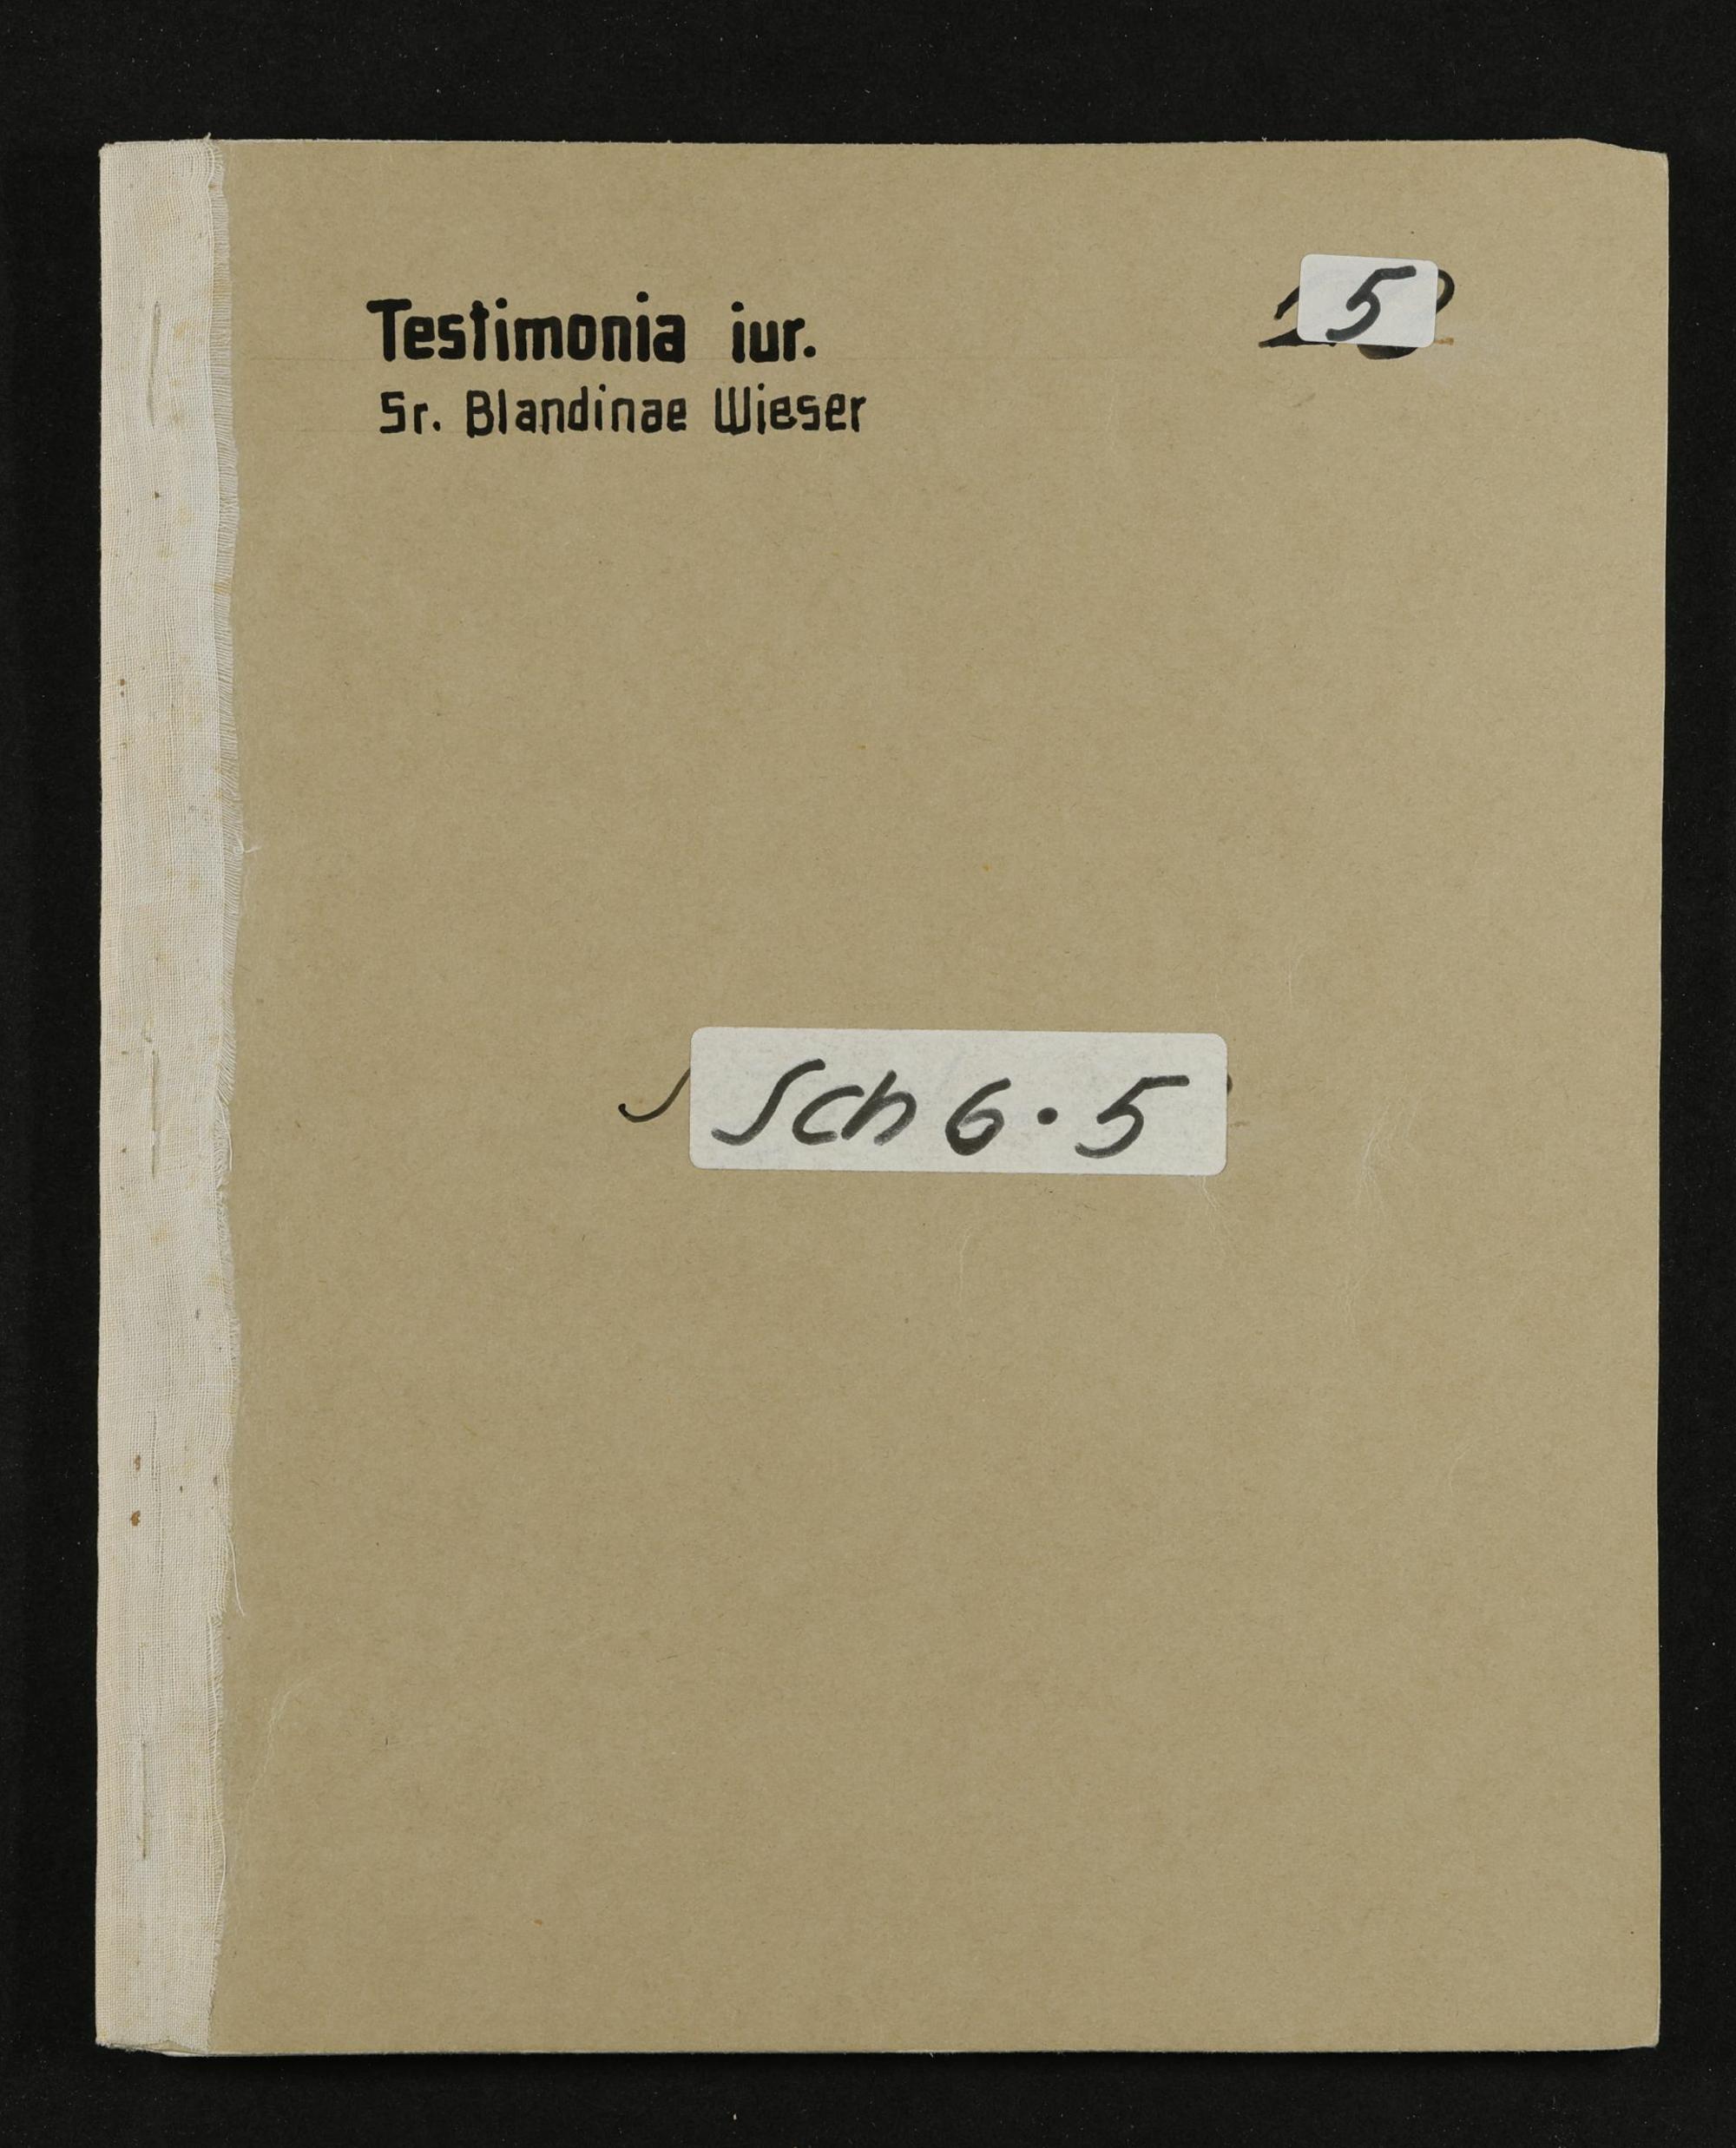 Testimonia iur.
5
Sr. Blandinae Wieser
Sch 6.5